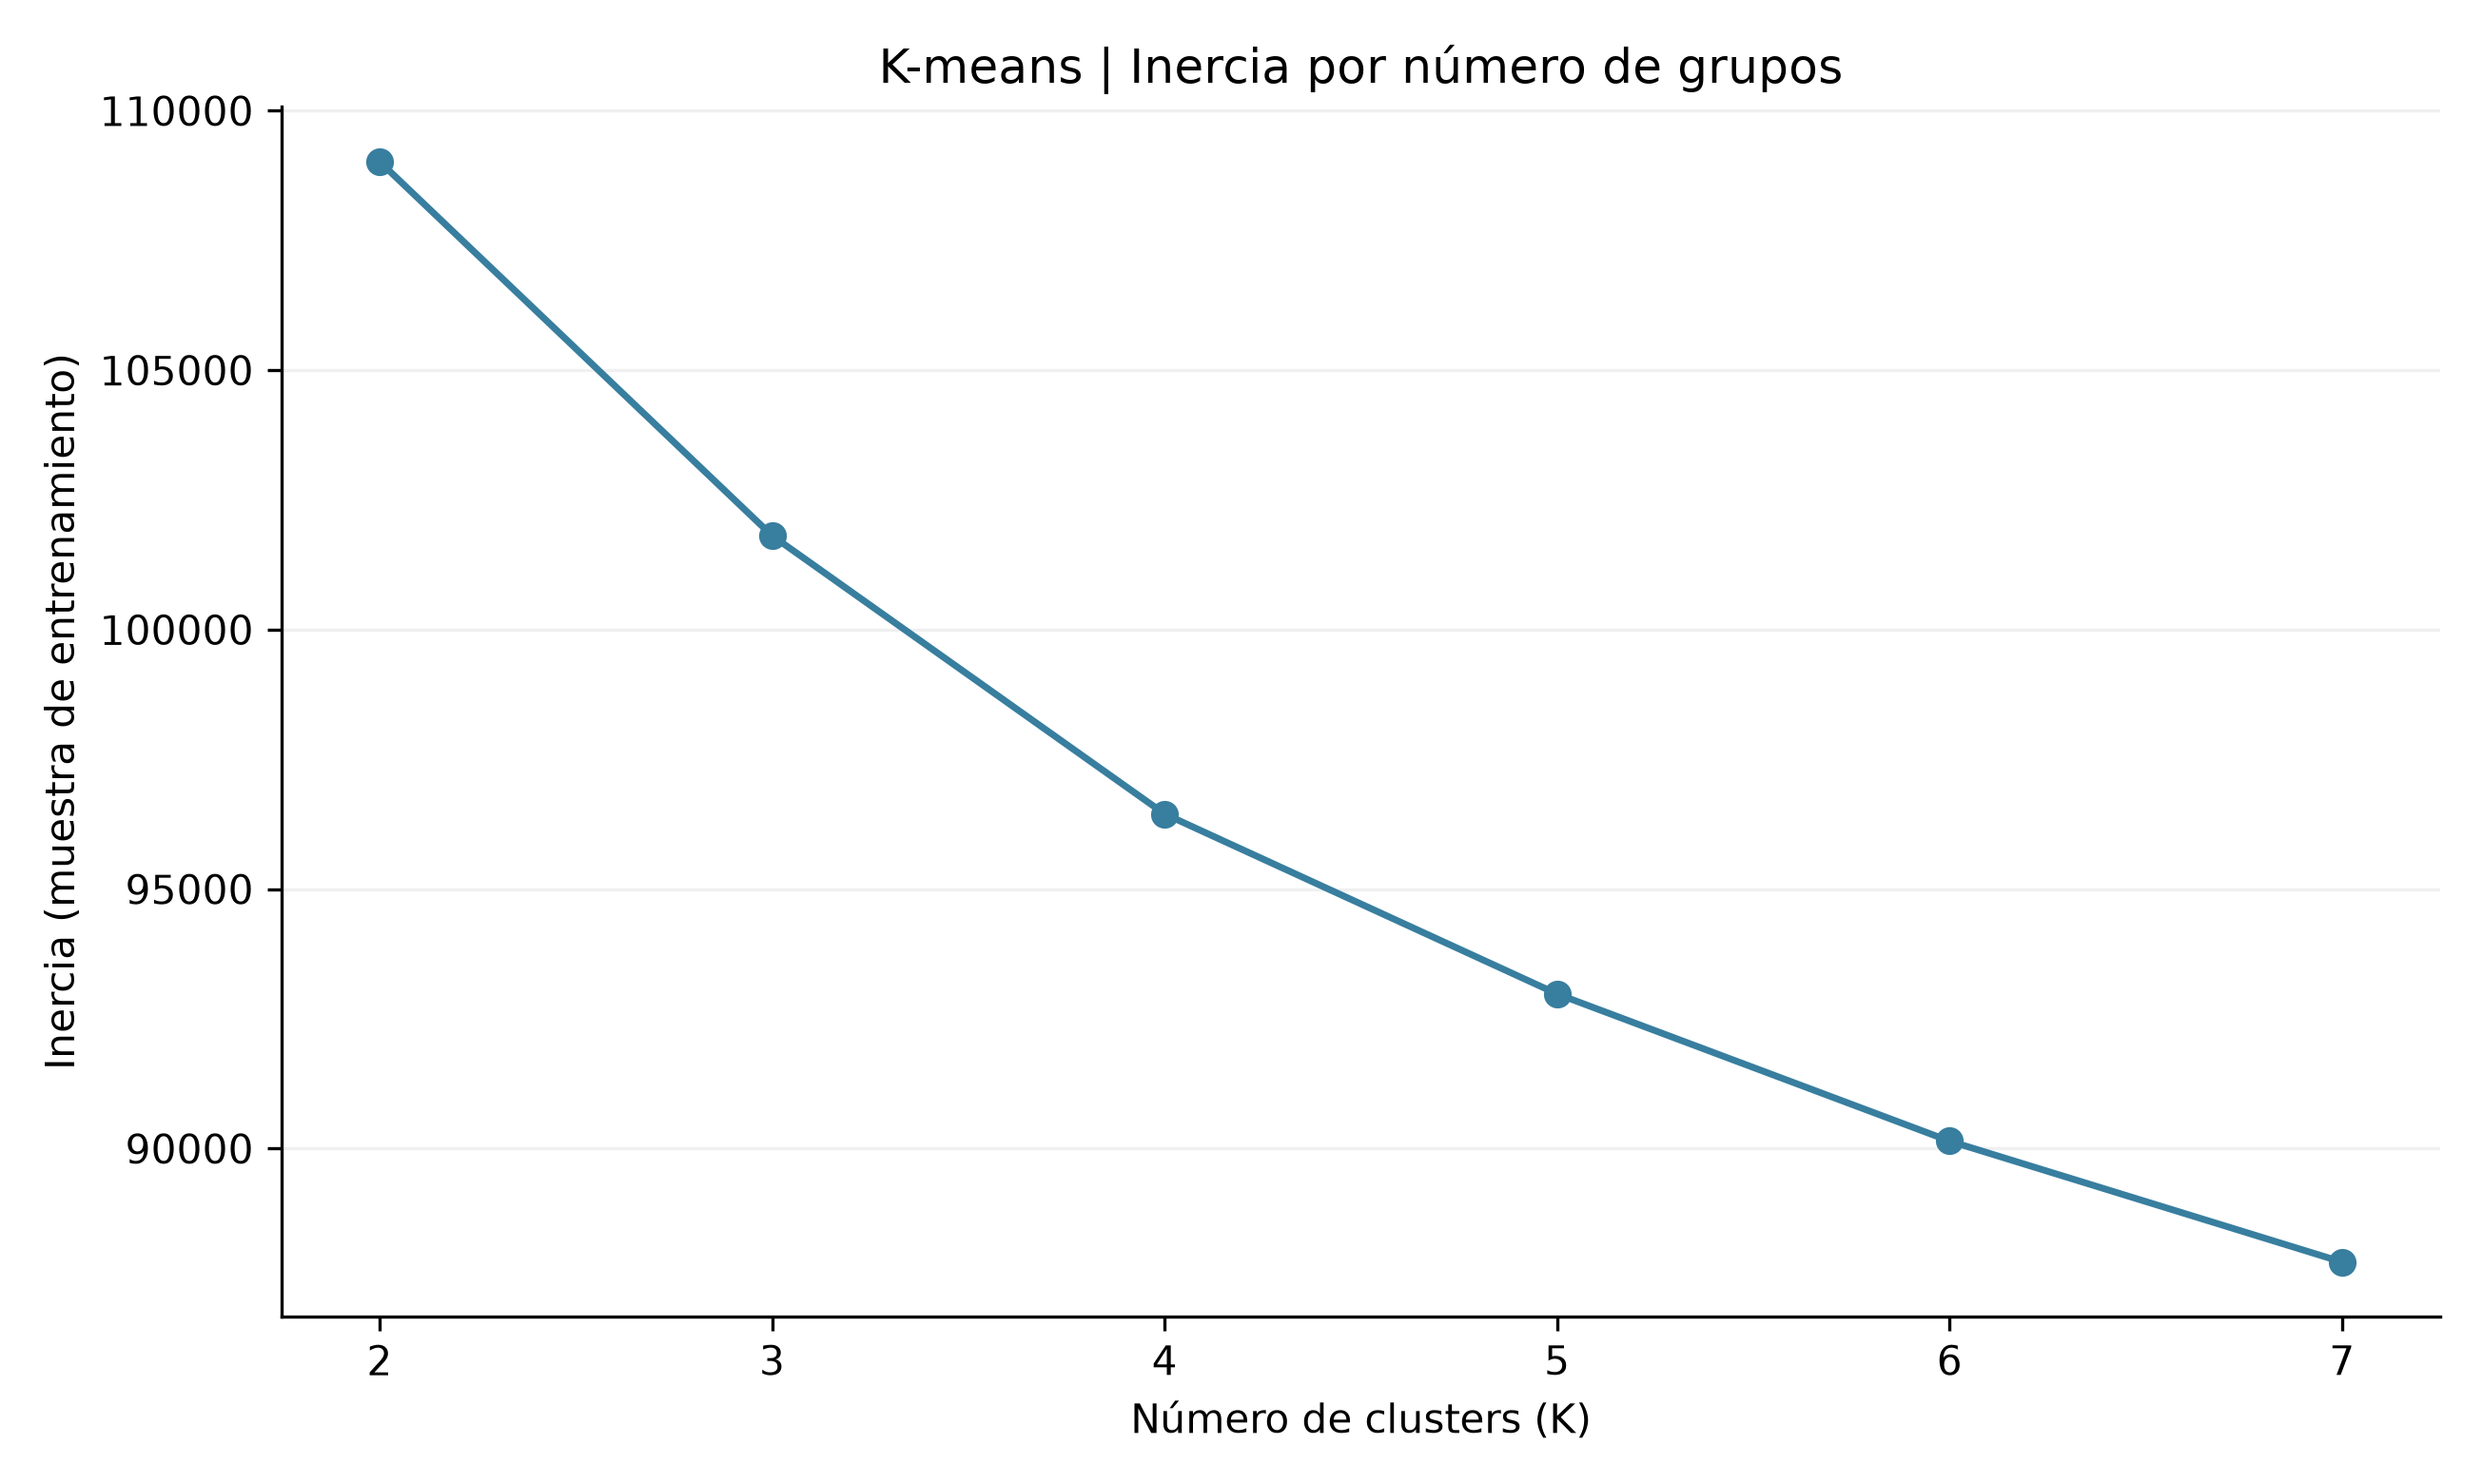 K-means | Inercia por número de grupos
110000
105000
100000
95000
90000
Inercia (muestra de entrenamiento)
2 3 4 5 6 7
Número de clusters (K)